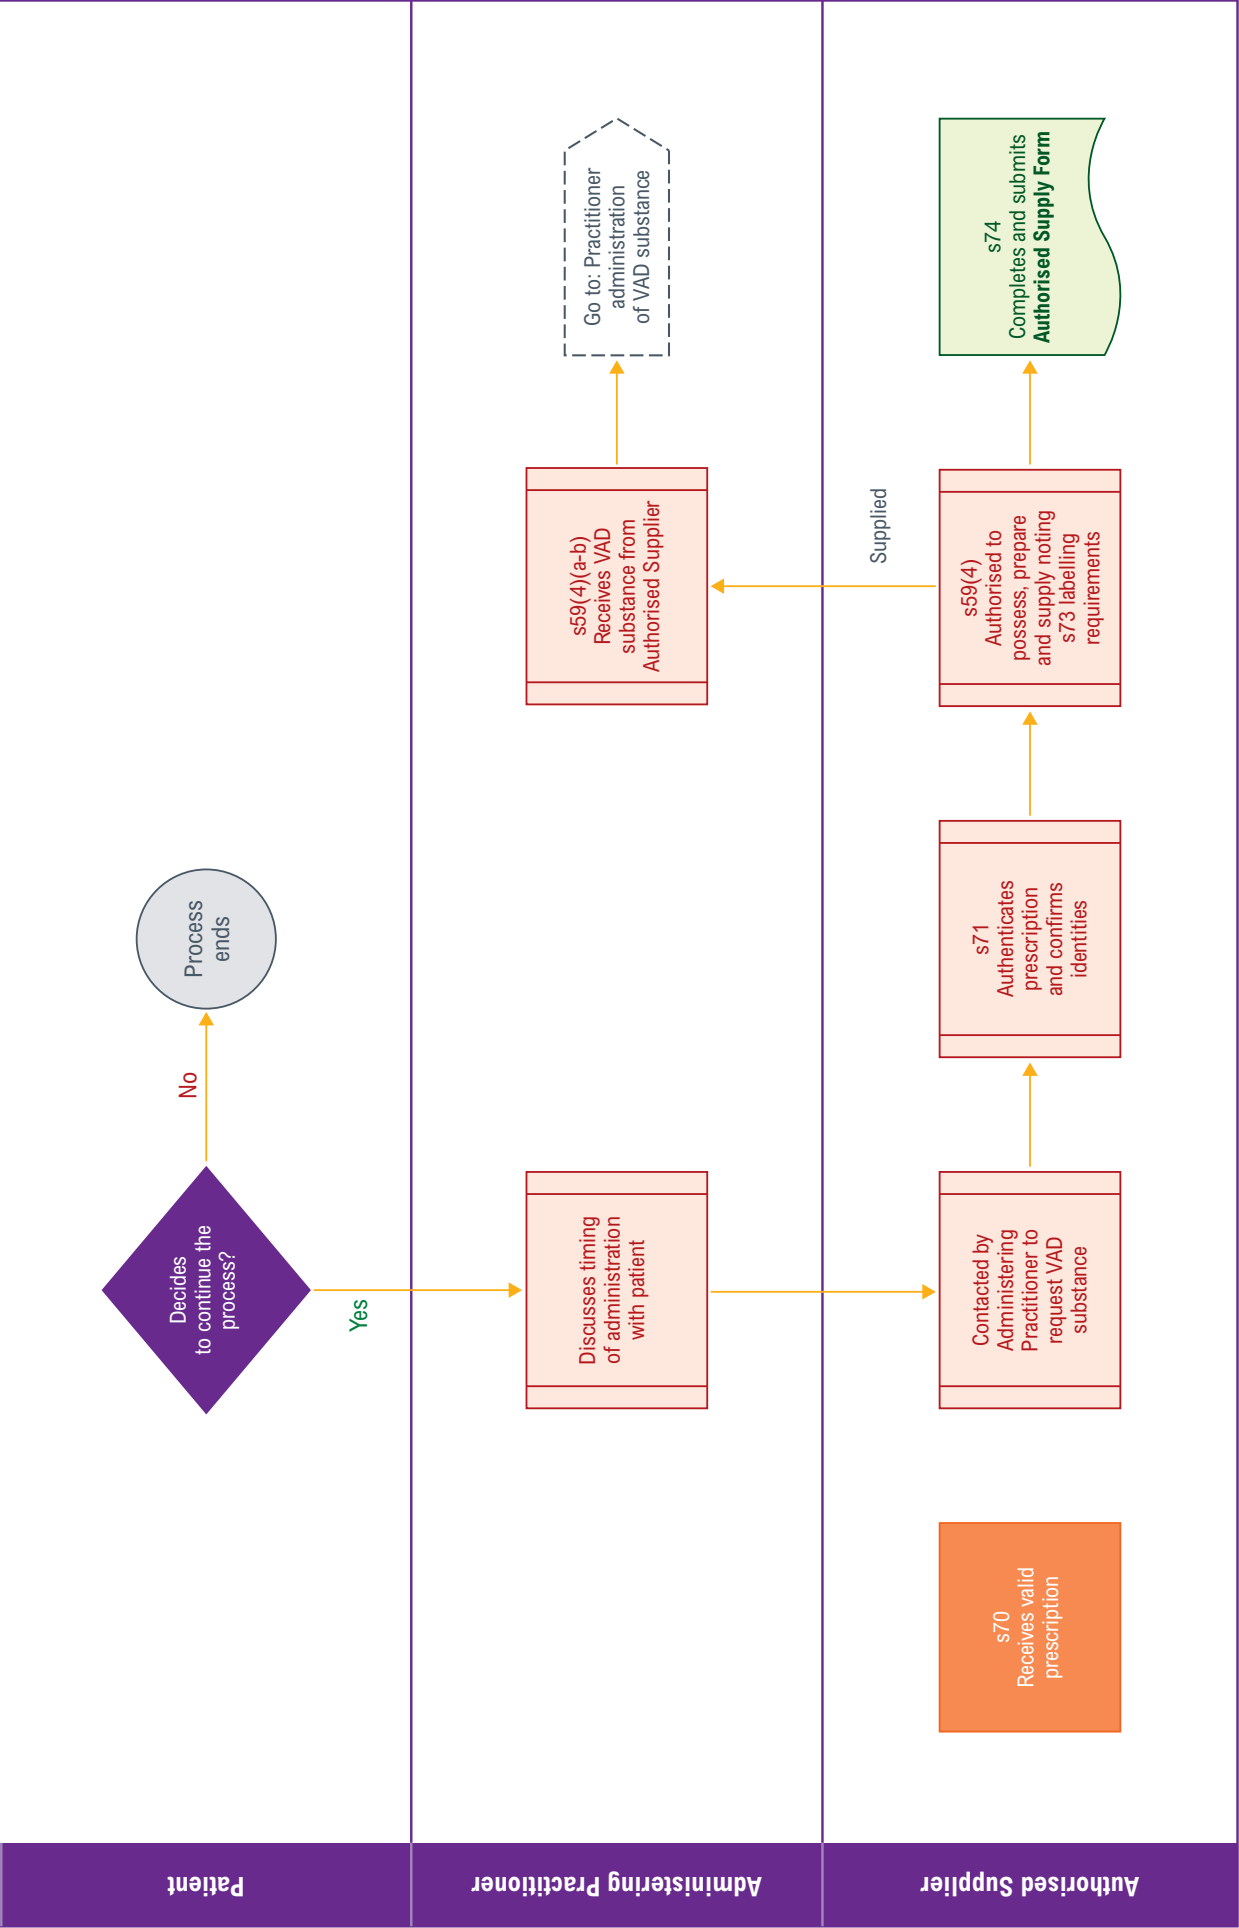 Patient
Decides
to continue the
process?
No
Process
ends
Yes
Administering Practitioner
Discusses timing
of administration
with patient
s59(4)(a-b)
Receives VAD
substance from
Authorised Supplier
Go to: Practitioner
administration
of VAD substance
Authorised Supplier
s70
Receives valid
prescription
Contacted by
Administering
Practitioner to
request VAD
substance
s71
Authenticates
prescription
and confirms
identities
s59(4)
Authorised to
possess, prepare
and supply noting
s73 labelling
requirements
Supplied
s74
Completes and submits
Authorised Supply Form